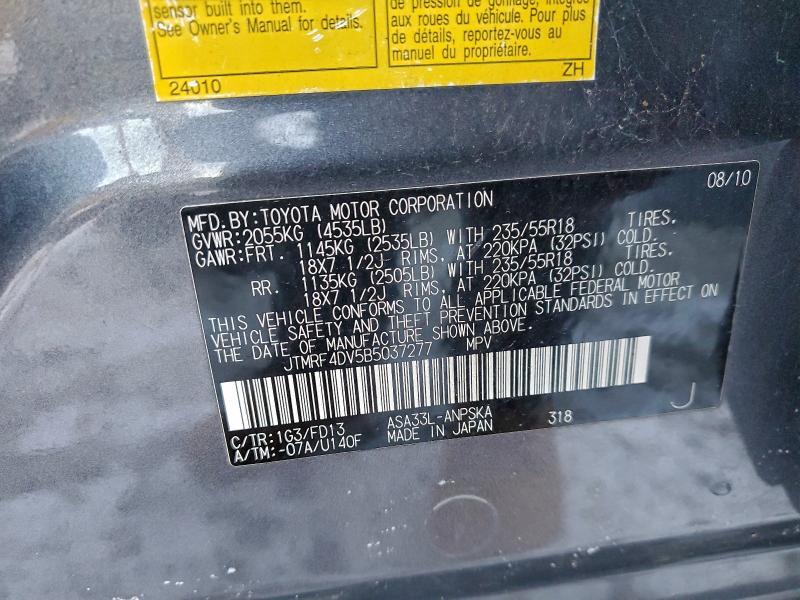 sensor built into them.
See Owner's Manual for details.
de pression de gonflage, intégrés
aux roues du véhicule. Pour plus
de détails, reportez-vous au
manuel du propriétaire.
24010
ZH
08/10
MFD.BY:TOYOTA MOTOR CORPORATION
GVWR:2055KG (4535LB)
GAWR:FRT. 1145KG (2535LB) WITH 235/55R18 TIRES.
18X7 1/2J RIMS, AT 220KPA (32PSI) COLD.
RR. 1135KG (2505LB) WITH 235/55R18 TIRES.
18X7 1/2J RIMS, AT 220KPA (32PSI) COLD.
THIS VEHICLE CONFORMS TO ALL APPLICABLE FEDERAL MOTOR
VEHICLE SAFETY AND THEFT PREVENTION STANDARDS IN EFFECT ON
THE DATE OF MANUFACTURE SHOWN ABOVE.
JTMRF4DV5B5037277 MPV
C/TR:1G3/FD13 ASA33L-ANPSKA 318
A/TM:-07A/U140F MADE IN JAPAN
J